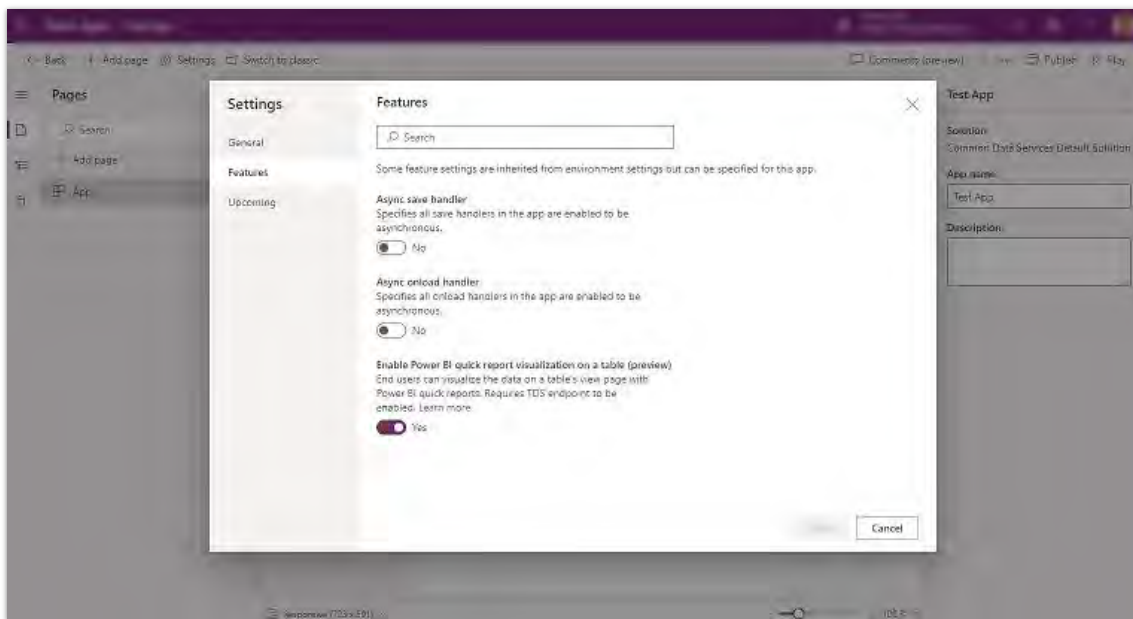 Back Add page Settings Switch to classic Comments (preview) Publish Play
Pages
Search
Add page
App
Settings
General
Features
Upcoming
Features
Search
Some feature settings are inherited from environment settings but can be specified for this app.
Async save handler
Specifies all save handlers in the app are enabled to be
asynchronous.
No
Async onload handler
Specifies all onload handlers in the app are enabled to be
asynchronous.
No
Enable Power BI quick report visualization on a table (preview)
End users can visualize the data on a table's view page with
Power BI quick reports. Requires TDS endpoint to be
enabled. Learn more
Yes
Cancel
Test App
Solution
Common Data Services Default Solution
App name
Test App
Description